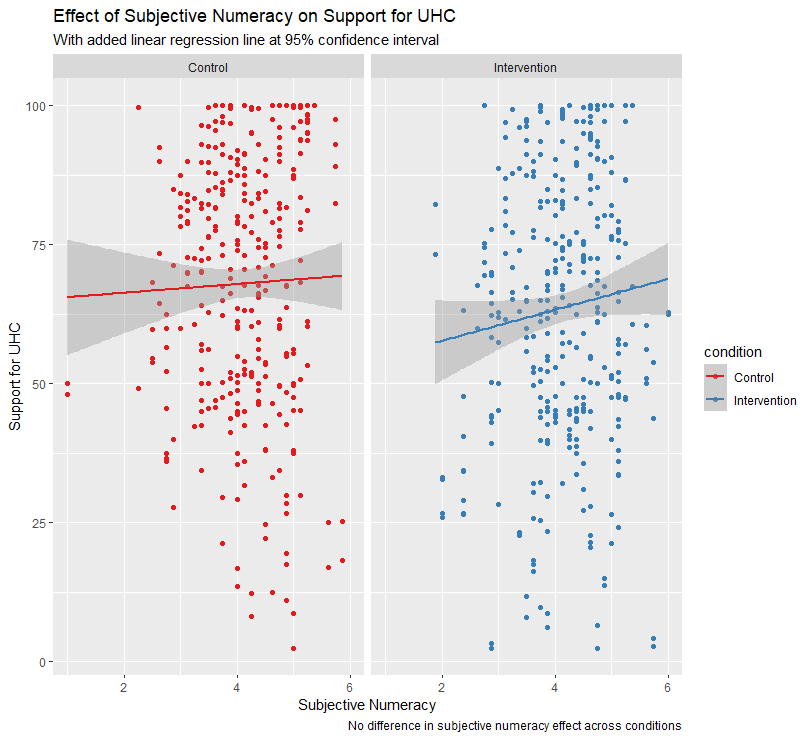 Effect of Subjective Numeracy on Support for UHC
With added linear regression line at 95% confidence interval
Control
Intervention
100
75
50
25
0
Support for UHC
2
4
6
2
4
6
Subjective Numeracy
condition
Control
Intervention
No difference in subjective numeracy effect across conditions